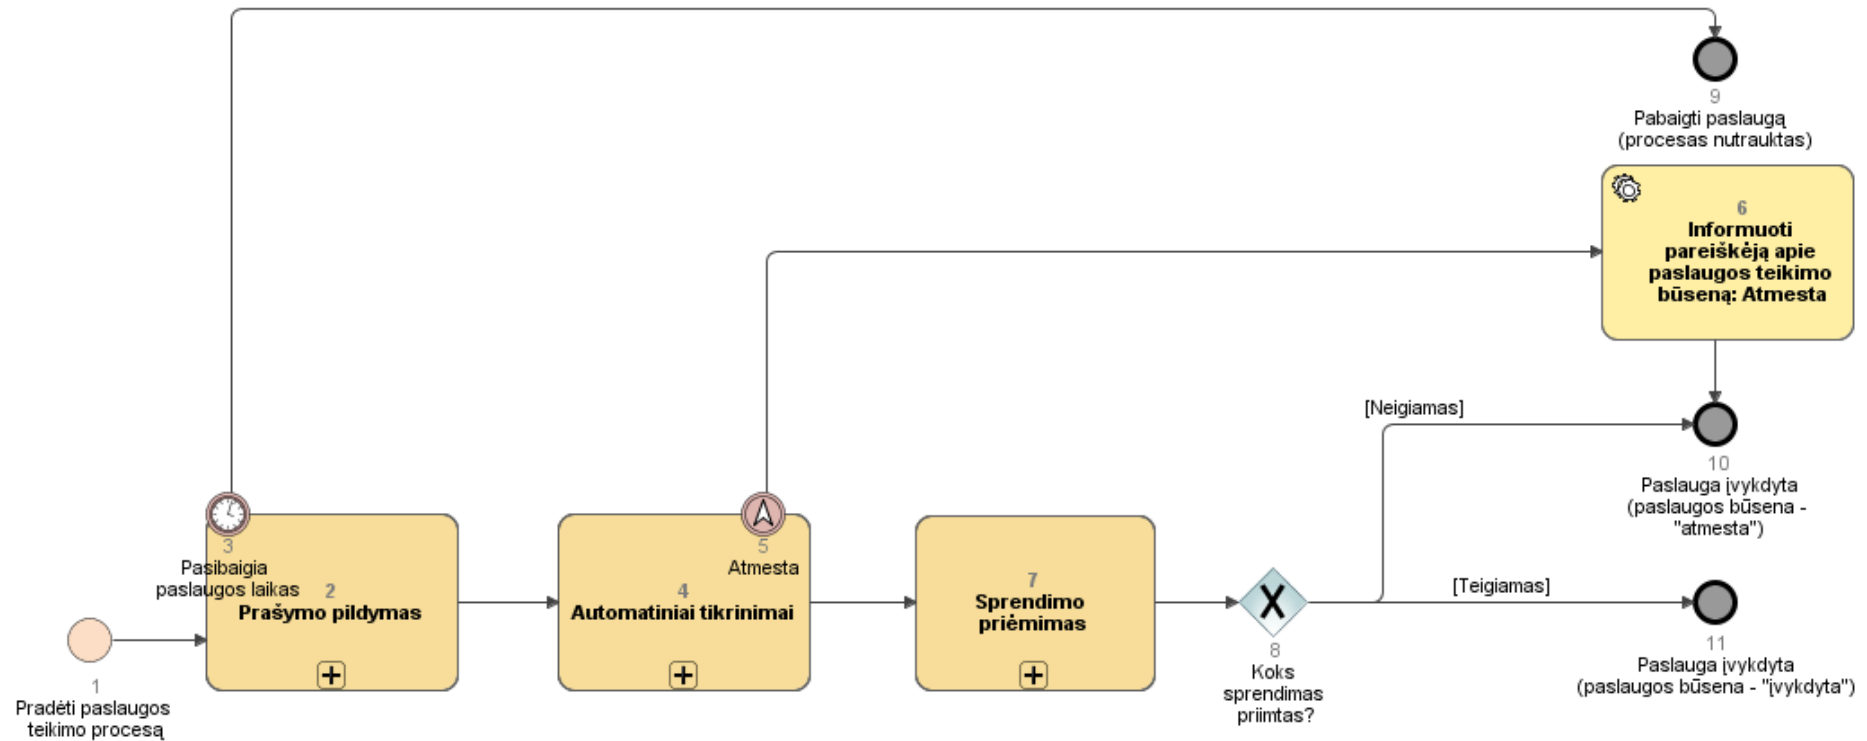 9
Pabaigti paslaugą
(procesas nutrauktas)
6
Informuoti
pareiškėją apie
paslaugos teikimo
būseną: Atmesta
[Neigiamas]
10
Paslauga įvykdyta
(paslaugos būsena -
"atmesta")
3
Pasibaigia
paslaugos laikas
2
Prašymo pildymas
5
Atmesta
4
Automatiniai tikrinimai
7
Sprendimo
priėmimas
[Teigiamas]
8
Koks
sprendimas
priimtas?
11
Paslauga įvykdyta
(paslaugos būsena - "įvykdyta")
1
Pradėti paslaugos
teikimo procesą